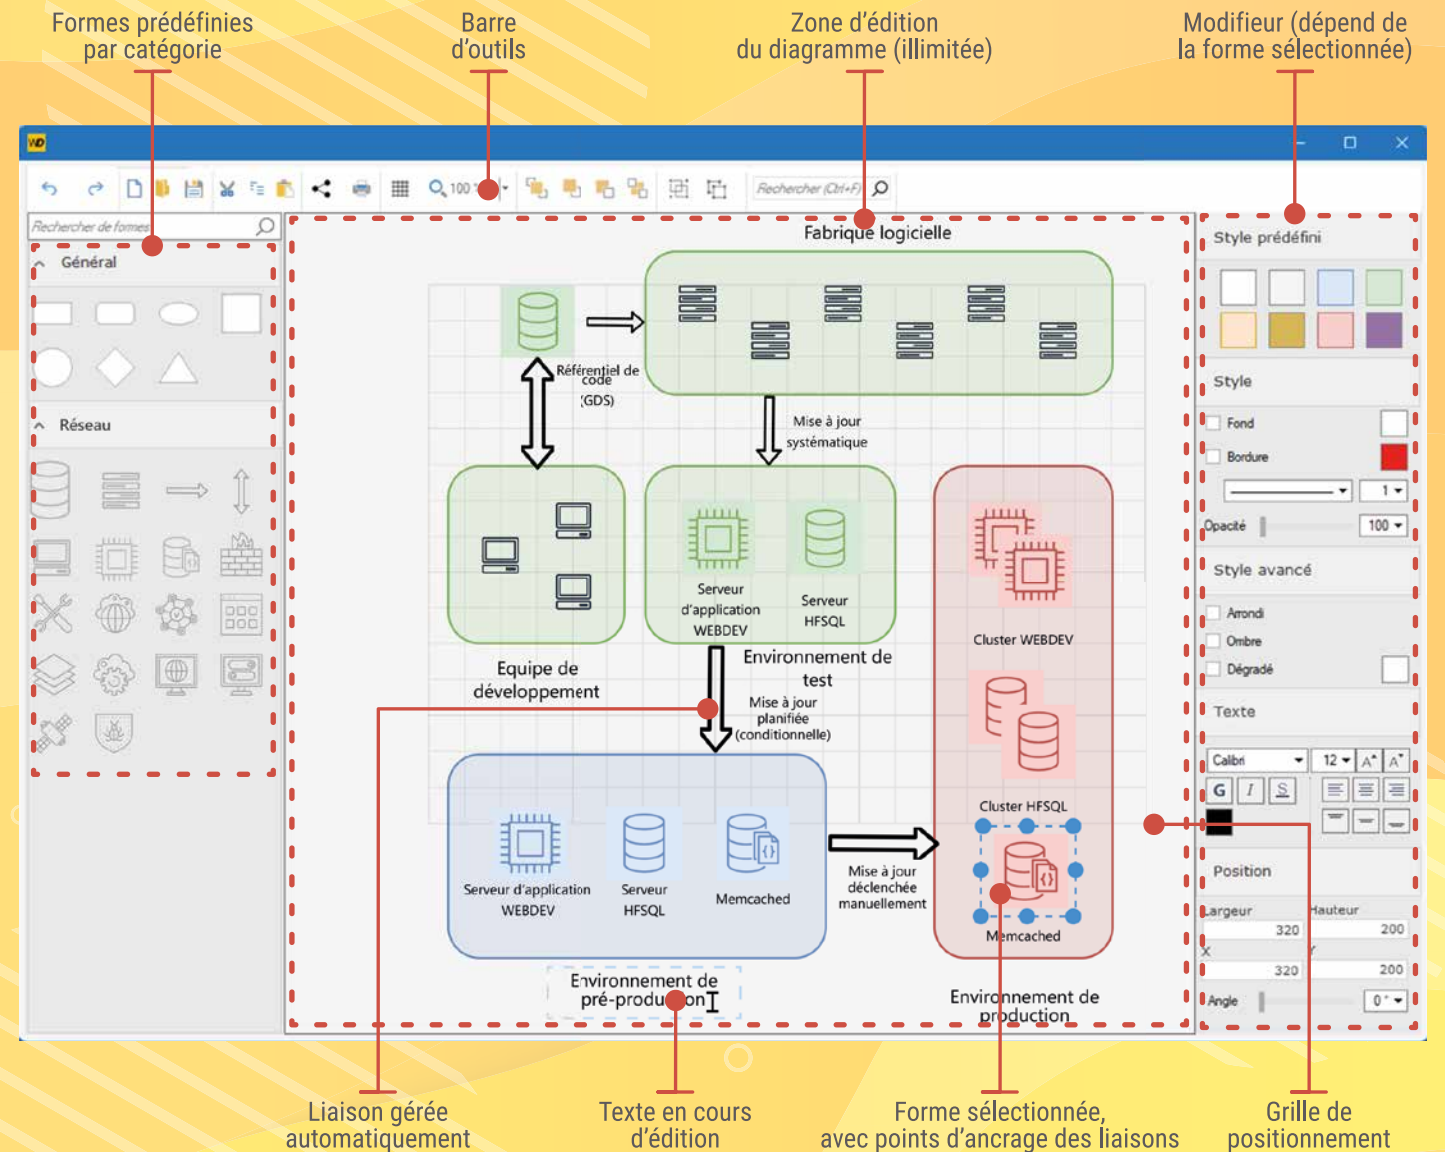 Formes prédéfinies
par catégorie
Barre
d'outils
Zone d'édition
du diagramme (illimitée)
Modifieur (dépend de
la forme sélectionnée)
WD
100
Rechercher (Ctrl+F)
Rechercher de formes
Général
Réseau
Fabrique logicielle
Référentiel de
code
(GDS)
Mise à jour
systématique
Serveur
d'application
WEBDEV
Serveur
HFSQL
Equipe de
développement
Environnement de
test
Mise à jour
planifiée
(conditionnelle)
Cluster WEBDEV
Cluster HFSQL
Memcached
Serveur d'application
WEBDEV
Serveur
HFSQL
Memcached
Mise à jour
déclenchée
manuellement
Environnement de
pré-production
Environnement de
production
Style prédéfini
Style
Fond
Bordure
1
Opacité
100
Style avancé
Arrondi
Ombre
Dégradé
Texte
Calibri
12
A
A
G
I
S
Position
Largeur
Hauteur
320
200
X
Y
320
200
Angle
0°
Liaison gérée
automatiquement
Texte en cours
d'édition
Forme sélectionnée,
avec points d'ancrage des liaisons
Grille de
positionnement